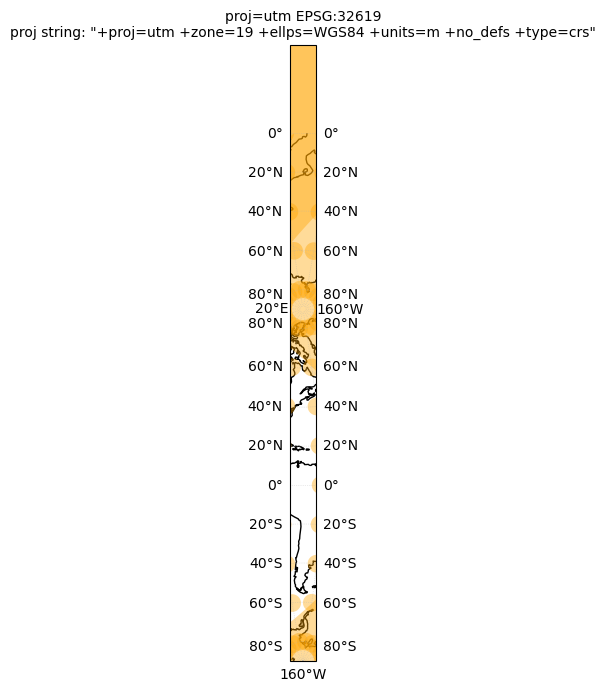 proj=utm EPSG:32619
proj string: "+proj=utm +zone=19 +ellps=WGS84 +units=m +no_defs +type=crs"
0° 0°
20°N 20°N
40°N 40°N
60°N 60°N
80°N 80°N
20°E 160°W
80°N 80°N
60°N 60°N
40°N 40°N
20°N 20°N
0° 0°
20°S 20°S
40°S 40°S
60°S 60°S
80°S 80°S
160°W